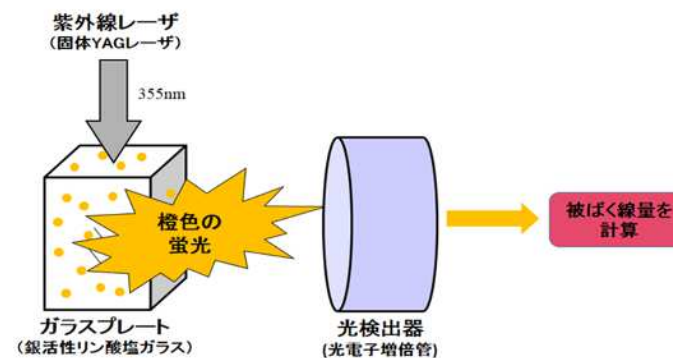 紫外線レーザ
（固体YAGレーザ）
355nm
橙色の
蛍光
被ばく線量を
計算
ガラスプレート
（銀活性リン酸塩ガラス）
光検出器
(光電子増倍管)